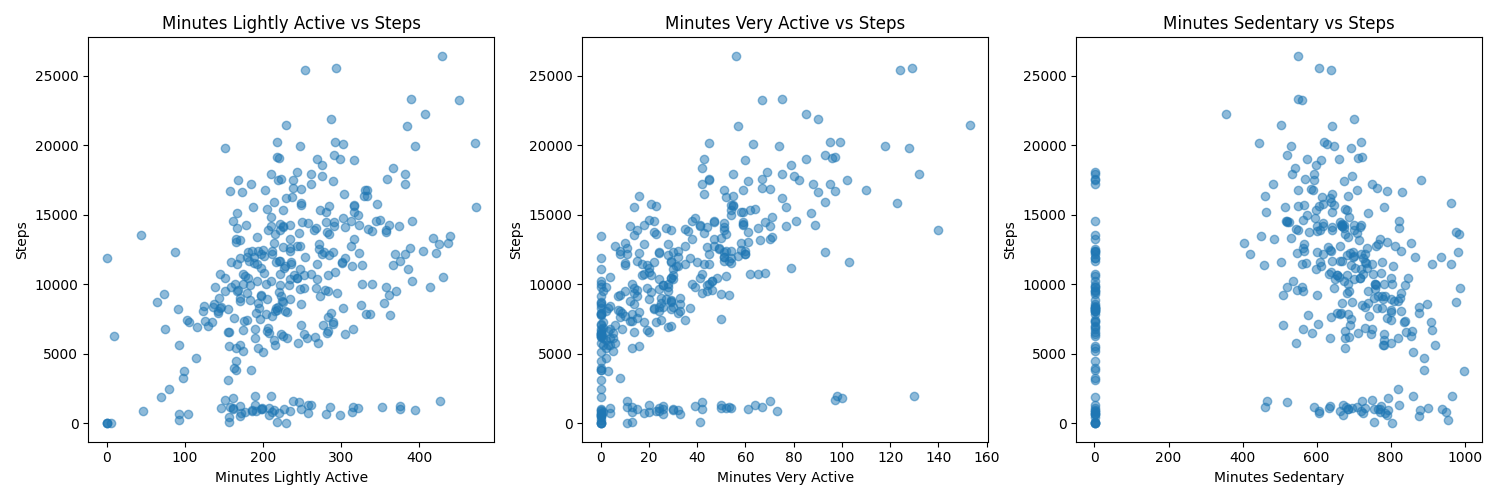 Minutes Lightly Active vs Steps
Steps
25000
20000
15000
10000
5000
0
0 100 200 300 400
Minutes Lightly Active
Minutes Very Active vs Steps
Steps
25000
20000
15000
10000
5000
0
0 20 40 60 80 100 120 140 160
Minutes Very Active
Minutes Sedentary vs Steps
Steps
25000
20000
15000
10000
5000
0
0 200 400 600 800 1000
Minutes Sedentary